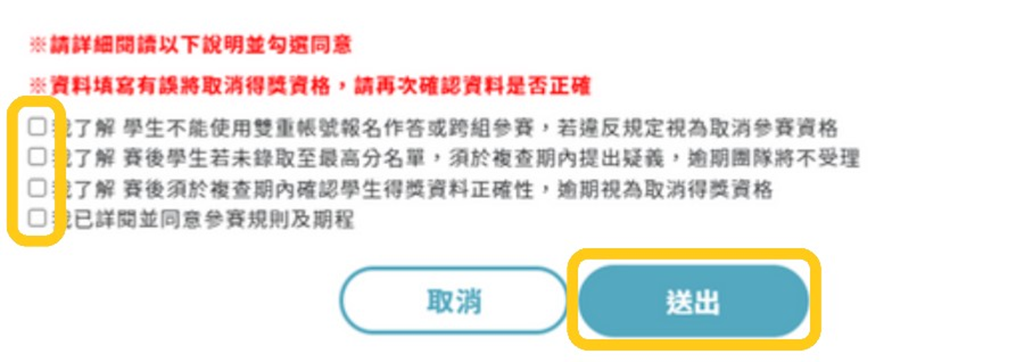 ※請詳細閱讀以下說明並勾選同意
※資料填寫有誤將取消得獎資格，請再次確認資料是否正確
我了解 學生不能使用雙重帳號報名作答或跨組參賽，若違反規定視為取消參賽資格
我了解 賽後學生若未錄取至最高分名單，須於複查期內提出疑義，逾期團隊將不受理
我了解 賽後須於複查期內確認學生得獎資料正確性，逾期視為取消得獎資格
我已詳閱並同意參賽規則及期程
取消 送出